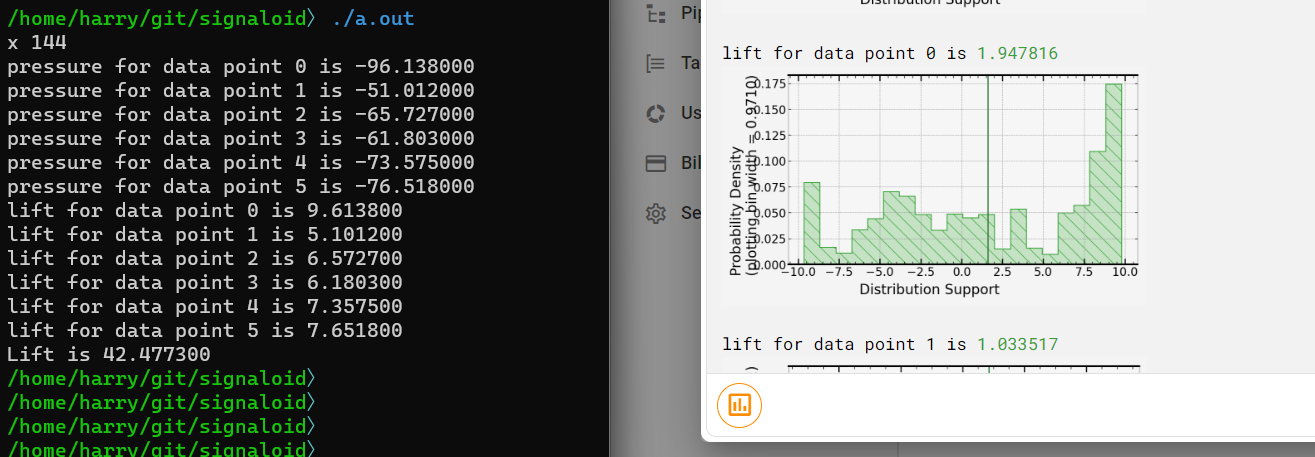 /home/harry/git/signaloid⟩ ./a.out
x 144
pressure for data point 0 is -96.138000
pressure for data point 1 is -51.012000
pressure for data point 2 is -65.727000
pressure for data point 3 is -61.803000
pressure for data point 4 is -73.575000
pressure for data point 5 is -76.518000
lift for data point 0 is 9.613800
lift for data point 1 is 5.101200
lift for data point 2 is 6.572700
lift for data point 3 is 6.180300
lift for data point 4 is 7.357500
lift for data point 5 is 7.651800
Lift is 42.477300
/home/harry/git/signaloid⟩
/home/harry/git/signaloid⟩
/home/harry/git/signaloid⟩
/home/harry/git/signaloid⟩
Pi
Ta
Us
Bil
Se
Distribution Support
lift for data point 0 is 1.947816
Probability Density
(plotting bin width = 0.9710)
0.175
0.150
0.125
0.100
0.075
0.050
0.025
0.000
−10.0 −7.5 −5.0 −2.5 0.0 2.5 5.0 7.5 10.0
Distribution Support
lift for data point 1 is 1.033517